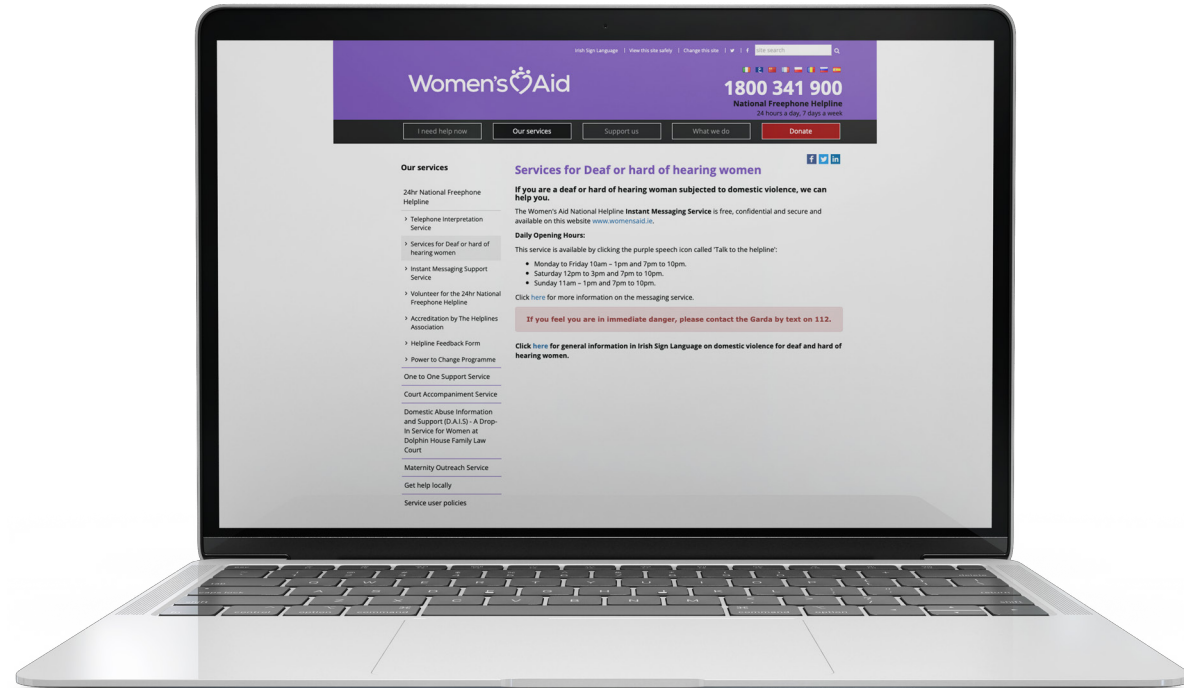 Irish Sign Language | View this site safely | Change this site | | f site search
Women's Aid
1800 341 900
National Freephone Helpline
24 hours a day, 7 days a week
I need help now
Our services
Support us
What we do
Donate
Our services
24hr National Freephone
Helpline
> Telephone Interpretation
Service
> Services for Deaf or hard of
hearing women
> Instant Messaging Support
Service
> Volunteer for the 24hr National
Freephone Helpline
> Accreditation by The Helplines
Association
> Helpline Feedback Form
> Power to Change Programme
One to One Support Service
Court Accompaniment Service
Domestic Abuse Information
and Support (D.A.I.S) - A Drop-
In Service for Women at
Dolphin House Family Law
Court
Maternity Outreach Service
Get help locally
Service user policies
Services for Deaf or hard of hearing women
If you are a deaf or hard of hearing woman subjected to domestic violence, we can
help you.
The Women's Aid National Helpline Instant Messaging Service is free, confidential and secure and
available on this website www.womensaid.ie.
Daily Opening Hours:
This service is available by clicking the purple speech icon called 'Talk to the helpline':
• Monday to Friday 10am – 1pm and 7pm to 10pm.
• Saturday 12pm to 3pm and 7pm to 10pm.
• Sunday 11am – 1pm and 7pm to 10pm.
Click here for more information on the messaging service.
If you feel you are in immediate danger, please contact the Garda by text on 112.
Click here for general information in Irish Sign Language on domestic violence for deaf and hard of
hearing women.